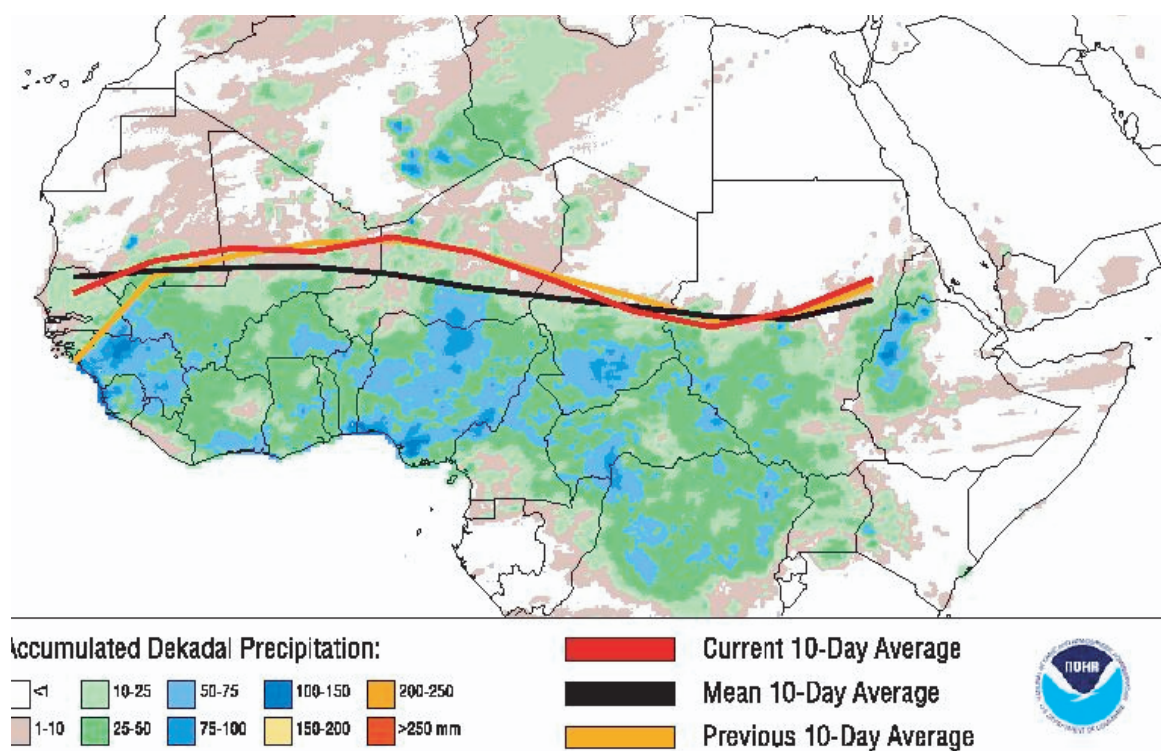 Accumulated Dekadal Precipitation:
<1
10-25
50-75
100-150
200-250
1-10
25-50
75-100
150-200
>250 mm
Current 10-Day Average
Mean 10-Day Average
Previous 10-Day Average
NOAA